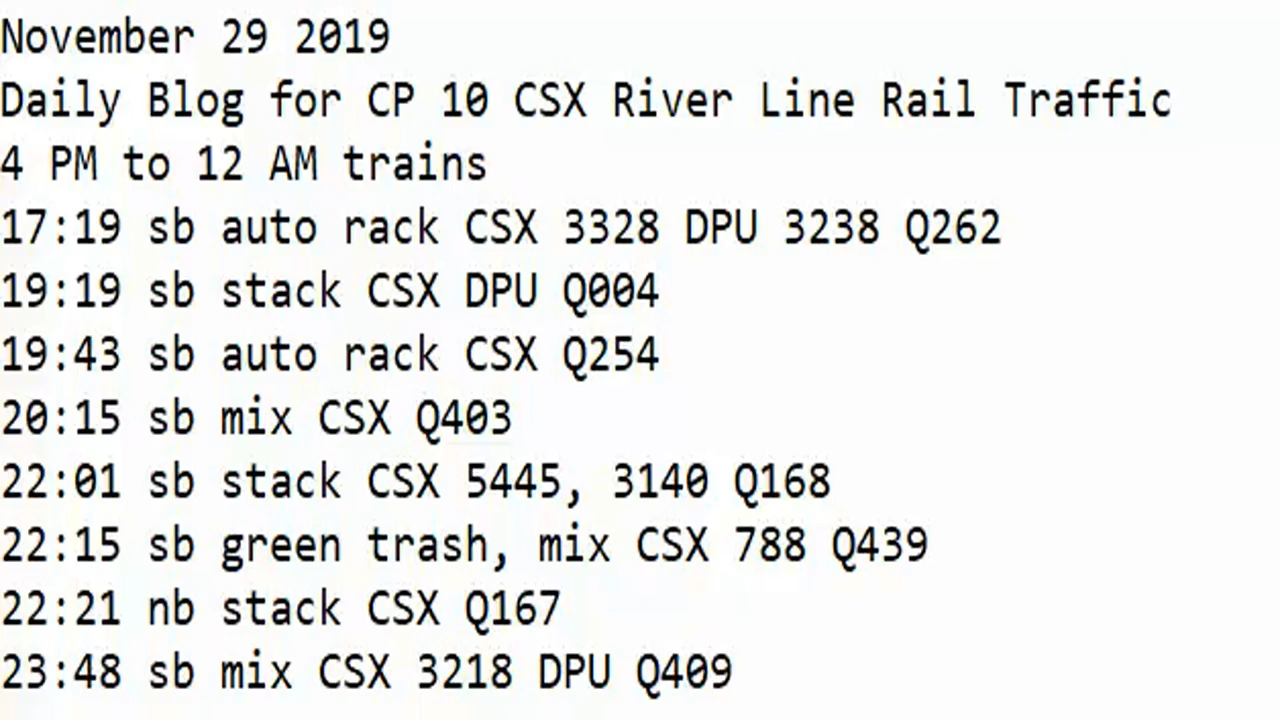 November 29 2019
Daily Blog for CP 10 CSX River Line Rail Traffic
4 PM to 12 AM trains
17:19 sb auto rack CSX 3328 DPU 3238 Q262
19:19 sb stack CSX DPU Q004
19:43 sb auto rack CSX Q254
20:15 sb mix CSX Q403
22:01 sb stack CSX 5445, 3140 Q168
22:15 sb green trash, mix CSX 788 Q439
22:21 nb stack CSX Q167
23:48 sb mix CSX 3218 DPU Q409